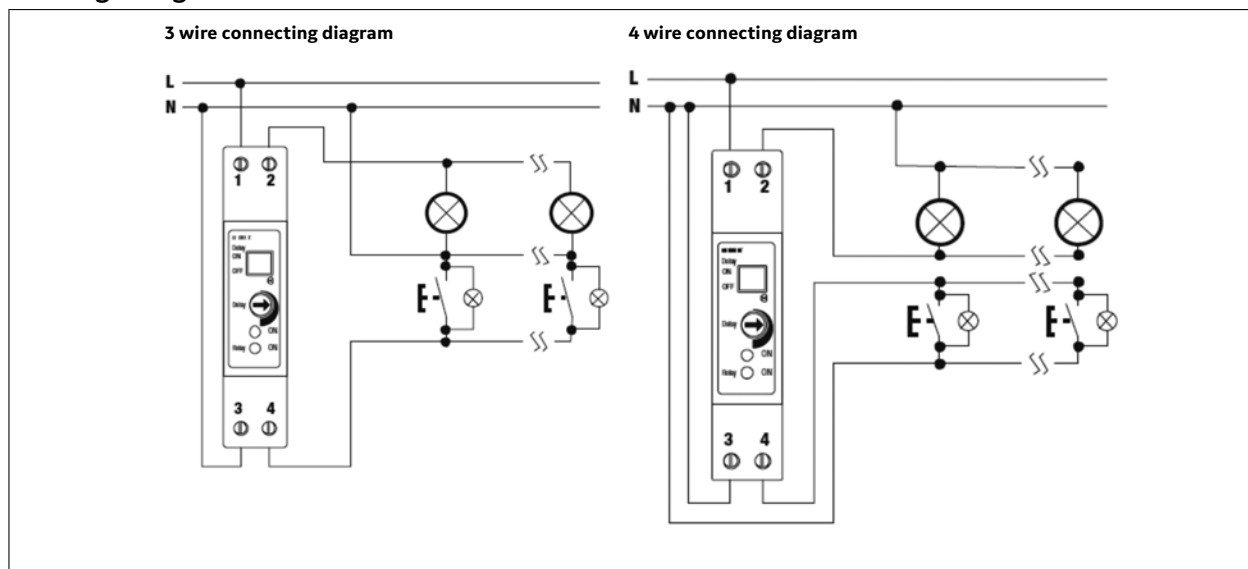 3 wire connecting diagram
4 wire connecting diagram
L
N
1 2
Delay
ON
OFF
Delay
ON
Relay ON
3 4
L
N
1 2
Delay
ON
OFF
Delay
ON
Relay ON
3 4